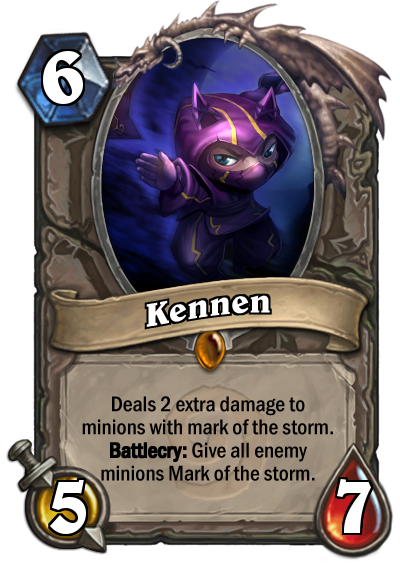 6
Kennen
Deals 2 extra damage to
minions with mark of the storm.
Battlecry: Give all enemy
minions Mark of the storm.
5
7